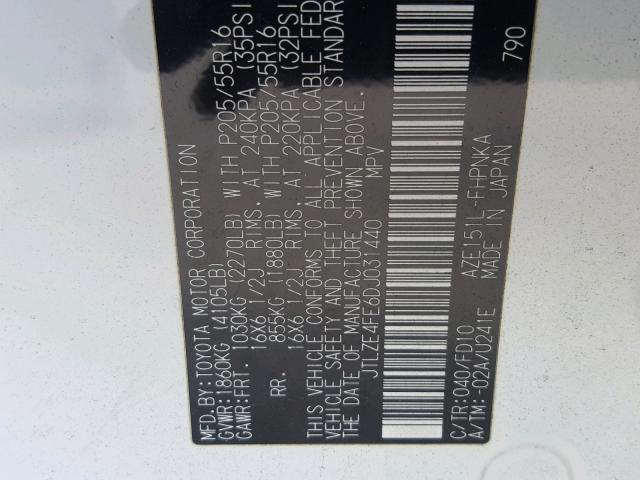 MFD.BY:TOYOTA MOTOR CORPORATION
GVWR:1860KG (4105LB)
GAWR:FRT. 1030KG (2270LB) WITH P205/55R16
16X6 1/2J RIMS, AT 240KPA (35PSI
RR. 855KG (1880LB) WITH P205/55R16
16X6 1/2J RIMS, AT 220KPA (32PSI
THIS VEHICLE CONFORMS TO ALL APPLICABLE FED
VEHICLE SAFETY AND THEFT PREVENTION STANDAR
MANUFACTURE SHOWN ABOVE.
JTLZE4FE6DJ031440 MPV
C/TR:040/FD10 AZE151L-FHPNKA
A/TM:-02A/U241E MADE IN JAPAN
790